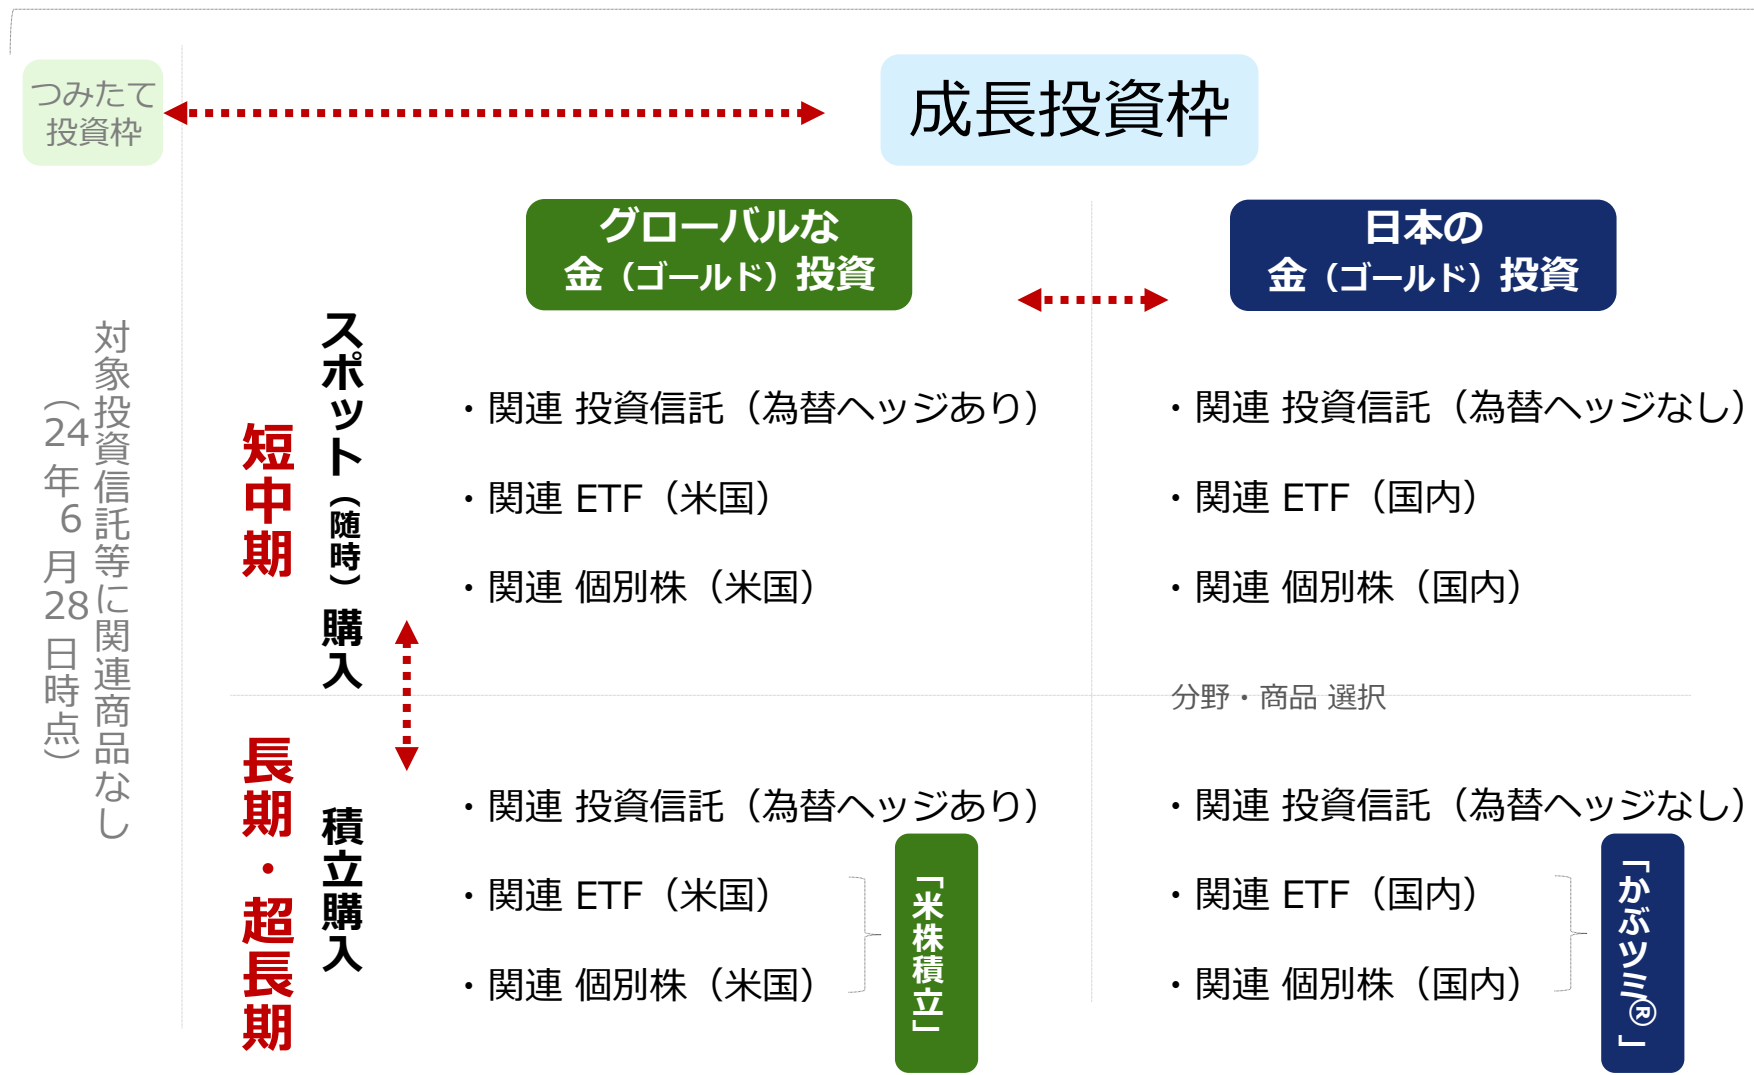 つみたて
投資枠
成長投資枠
グローバルな
金（ゴールド）投資
日本の
金（ゴールド）投資
対象投資信託等に関連商品なし
（24年6月28日時点）
短中期
スポット（随時）購入
・関連 投資信託（為替ヘッジあり）
・関連 ETF（米国）
・関連 個別株（米国）
・関連 投資信託（為替ヘッジなし）
・関連 ETF（国内）
・関連 個別株（国内）
分野・商品 選択
長期・超長期
積立購入
・関連 投資信託（為替ヘッジあり）
・関連 ETF（米国）
・関連 個別株（米国）
「米株積立」
・関連 投資信託（為替ヘッジなし）
・関連 ETF（国内）
・関連 個別株（国内）
「かぶツミ®」